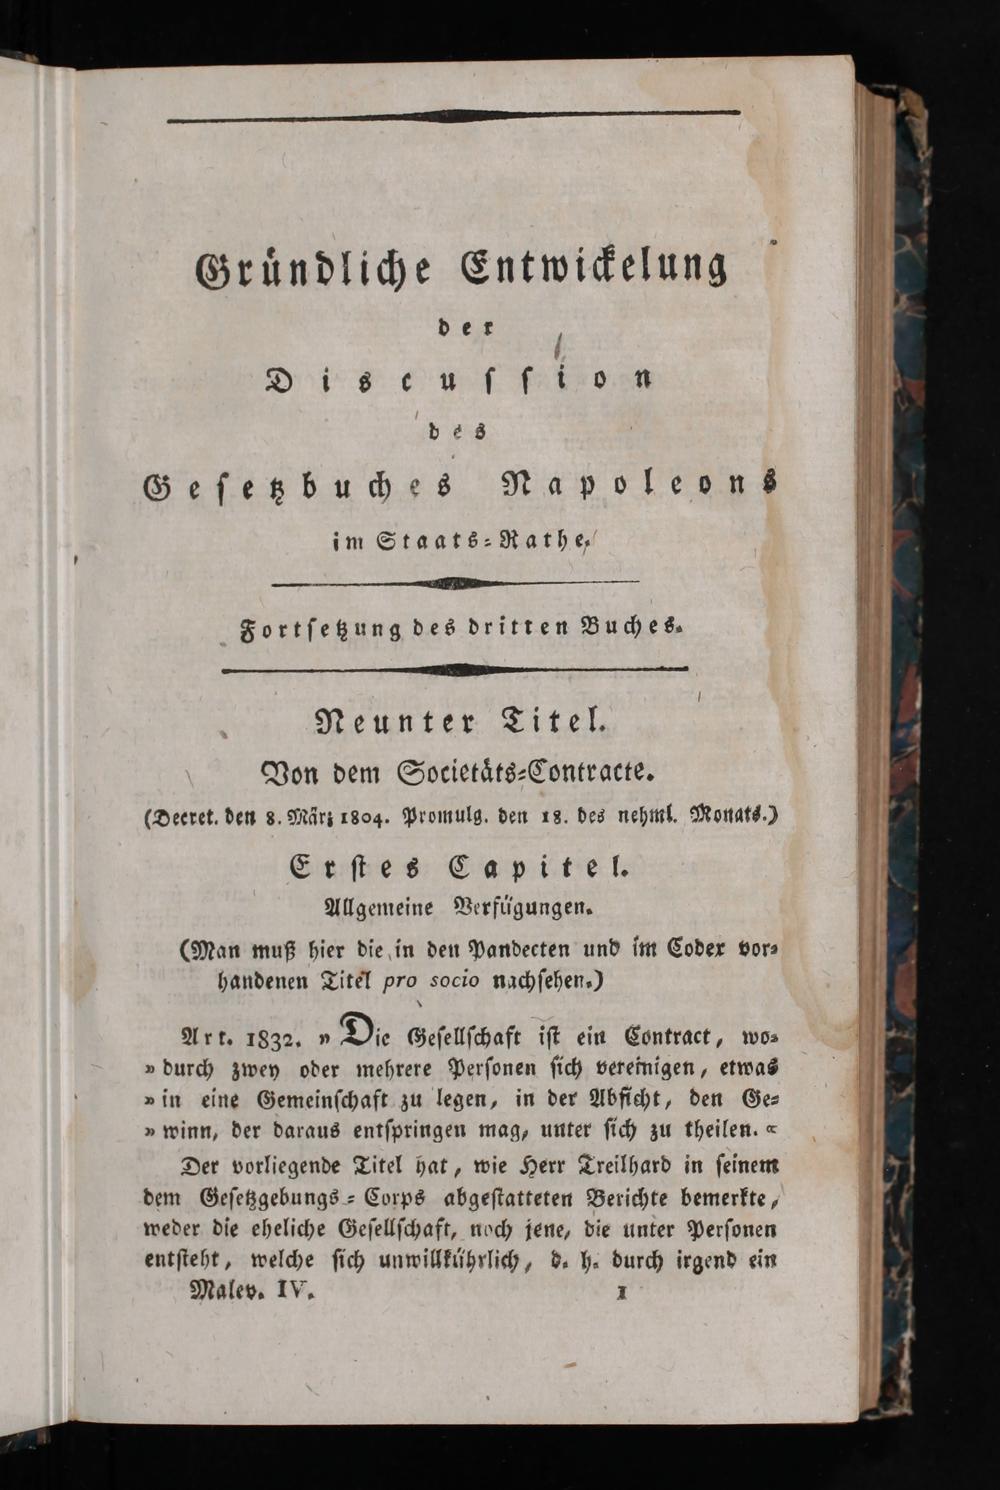 Gründliche Entwickelung
der
Discussion
des
Gesetzbuches Napoleons
im Staats-Rathe.
Fortsetzung des dritten Buches.
Neunter Titel.
Von dem Societäts-Contracte.
(Decret. den 8. März 1804. Promulg. den 18. des nehml. Monats.)
Erstes Capitel.
Allgemeine Verfügungen.
(Man muß hier die in den Pandecten und im Codex vor-
handenen Titel pro socio nachsehen.)
Art. 1832. » Die Gesellschaft ist ein Contract, wo-
» durch zwey oder mehrere Personen sich vereinigen, etwas
» in eine Gemeinschaft zu legen, in der Absicht, den Ge-
» winn, der daraus entspringen mag, unter sich zu theilen. «
Der vorliegende Titel hat, wie Herr Treilhard in seinem
dem Gesetzgebungs-Corps abgestatteten Berichte bemerkte,
weder die eheliche Gesellschaft, noch jene, die unter Personen
entsteht, welche sich unwillkührlich, d. h. durch irgend ein
Malev. IV. 1